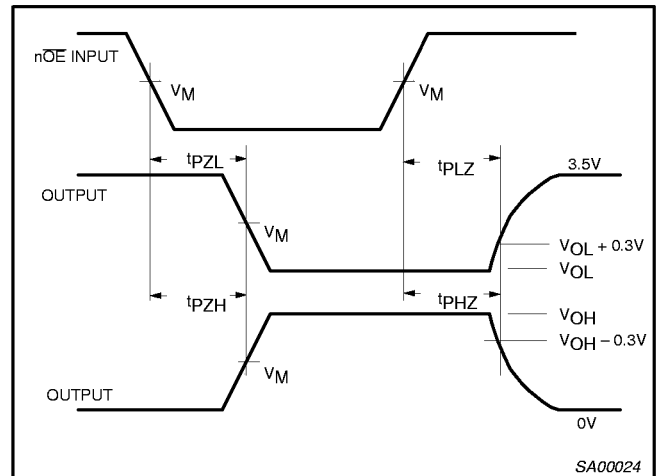 nOE INPUT
VM
VM
tPZL
tPLZ
3.5V
OUTPUT
VM
VOL + 0.3V
VOL
tPZH
tPHZ
VOH
VOH – 0.3V
VM
OUTPUT
0V
SA00024